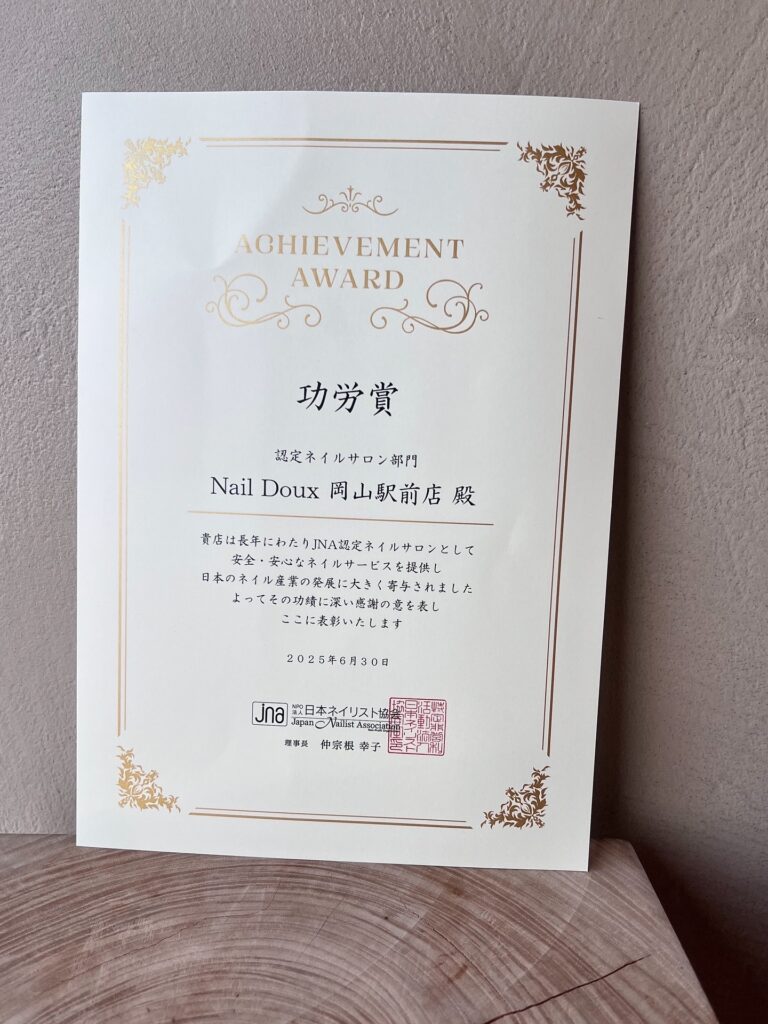 ACHIEVEMENT
AWARD
功労賞
認定ネイルサロン部門
Nail Doux 岡山駅前店 殿
貴店は長年にわたりJNA認定ネイルサロンとして
安全・安心なネイルサービスを提供し
日本のネイル産業の発展に大きく寄与されました
よってその功績に深い感謝の意を表し
ここに表彰いたします
2025年6月30日
jna NPO法人 日本ネイリスト協会
Japan Nailist Association
理事長 仲宗根 幸子